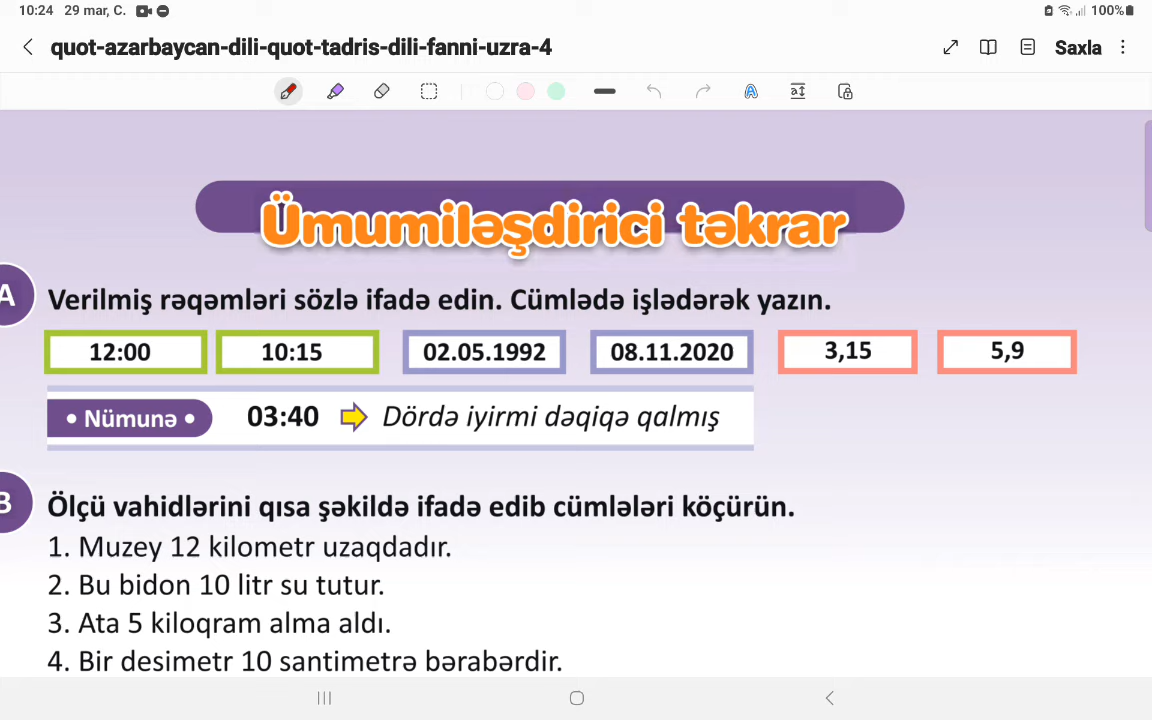 10:24 29 mar, C. 100%
quot-azarbaycan-dili-quot-tadris-dili-fanni-uzra-4 Saxla
Ümumiləşdirici təkrar
A Verilmiş rəqəmləri sözlə ifadə edin. Cümlədə işlədərək yazın.
12:00 10:15 02.05.1992 08.11.2020 3,15 5,9
• Nümunə • 03:40 Dördə iyirmi dəqiqə qalmış
B Ölçü vahidlərini qısa şəkildə ifadə edib cümlələri köçürün.
1. Muzey 12 kilometr uzaqdadır.
2. Bu bidon 10 litr su tutur.
3. Ata 5 kiloqram alma aldı.
4. Bir desimetr 10 santimetrə bərabərdir.